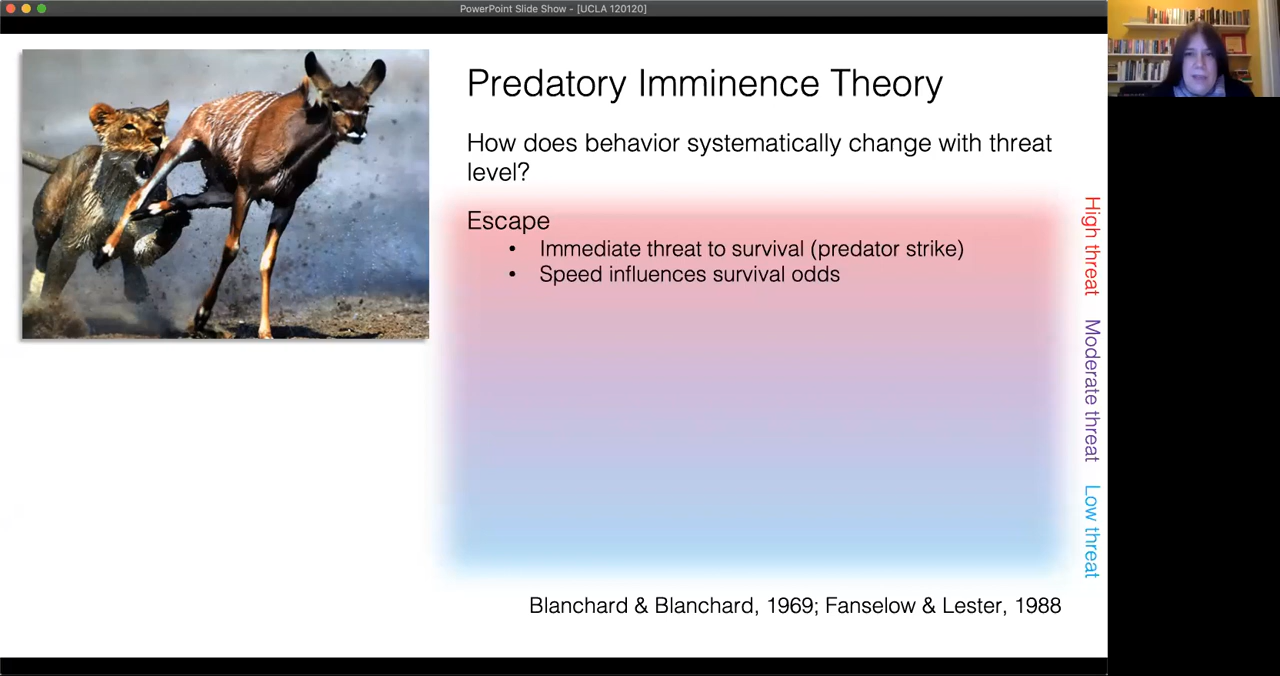 PowerPoint Slide Show - [UCLA 120120]
Predatory Imminence Theory
How does behavior systematically change with threat
level?
Escape
• Immediate threat to survival (predator strike)
• Speed influences survival odds
High threat
Moderate threat
Low threat
Blanchard & Blanchard, 1969; Fanselow & Lester, 1988